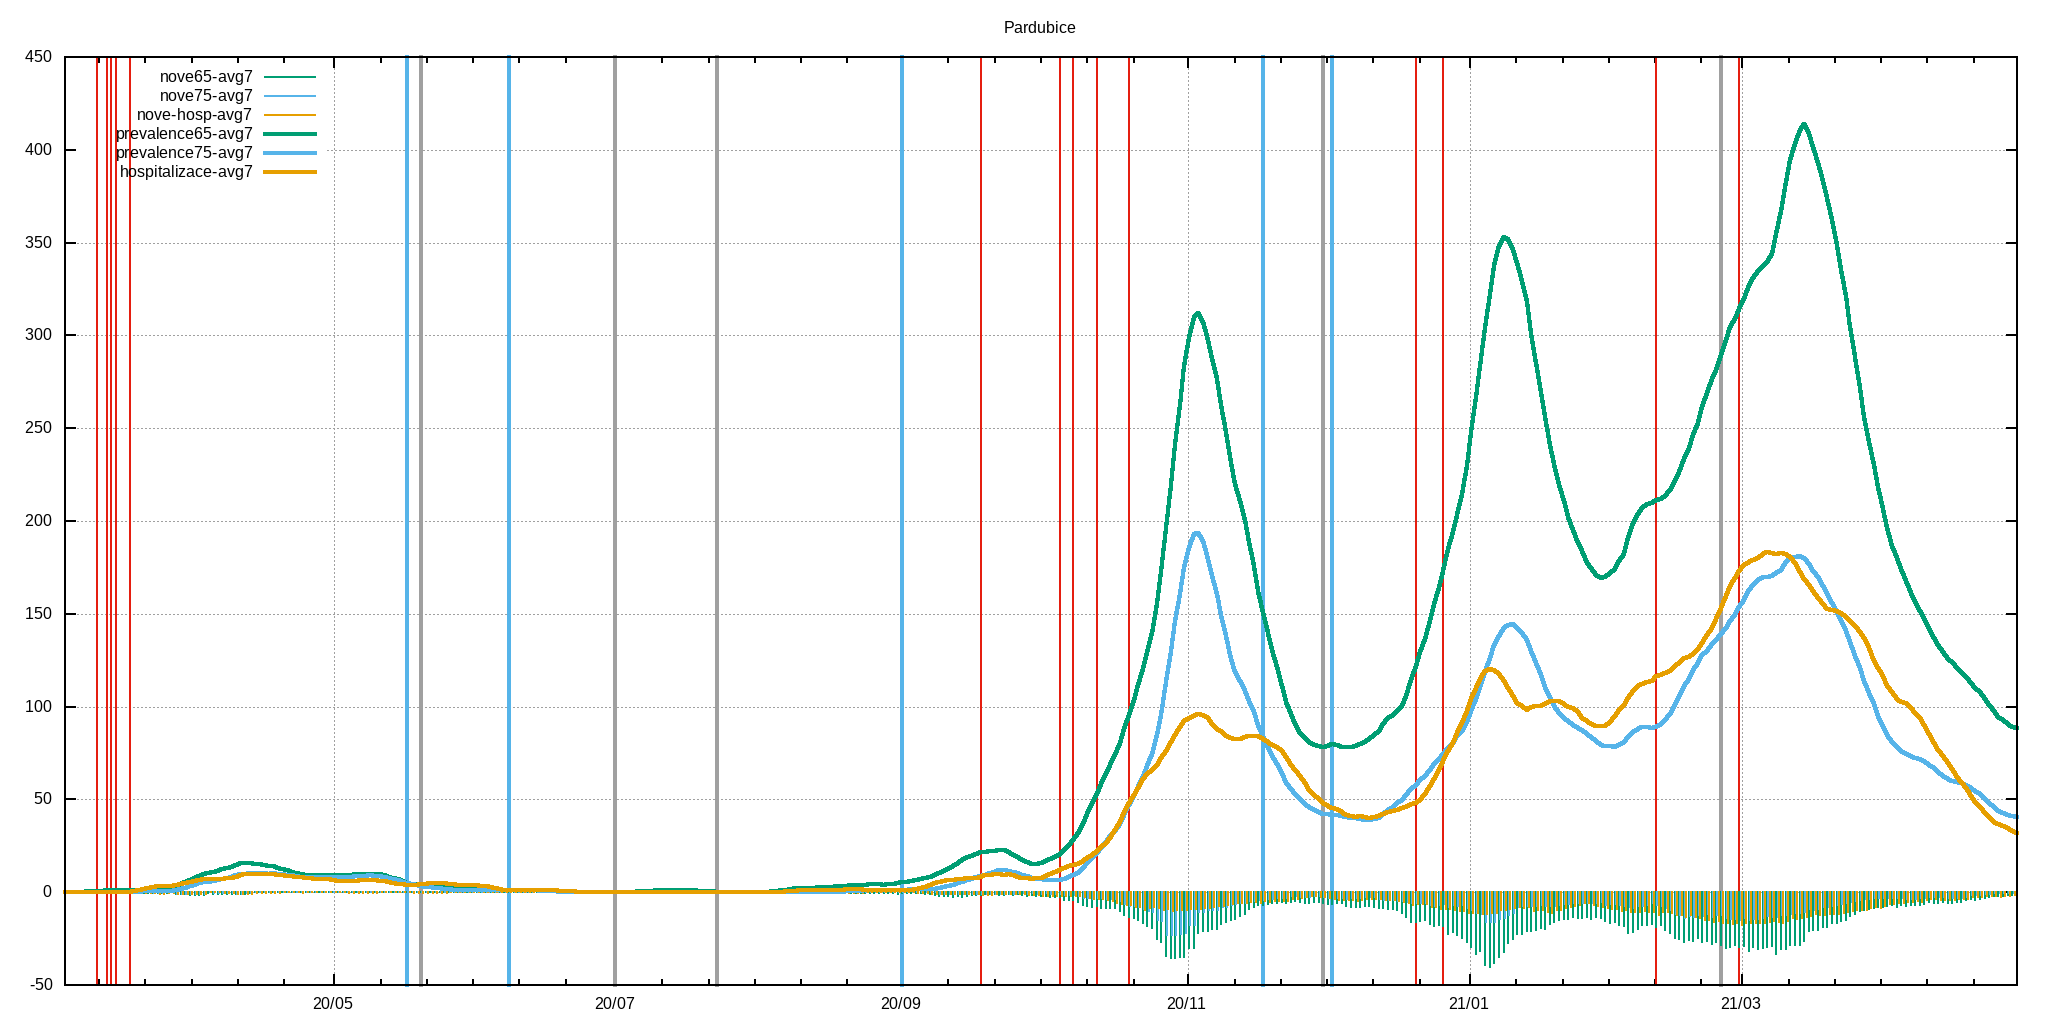 Pardubice
450
400
350
300
250
200
150
100
50
0
-50
nove65-avg7
nove75-avg7
nove-hosp-avg7
prevalence65-avg7
prevalence75-avg7
hospitalizace-avg7
20/05 20/07 20/09 20/11 21/01 21/03